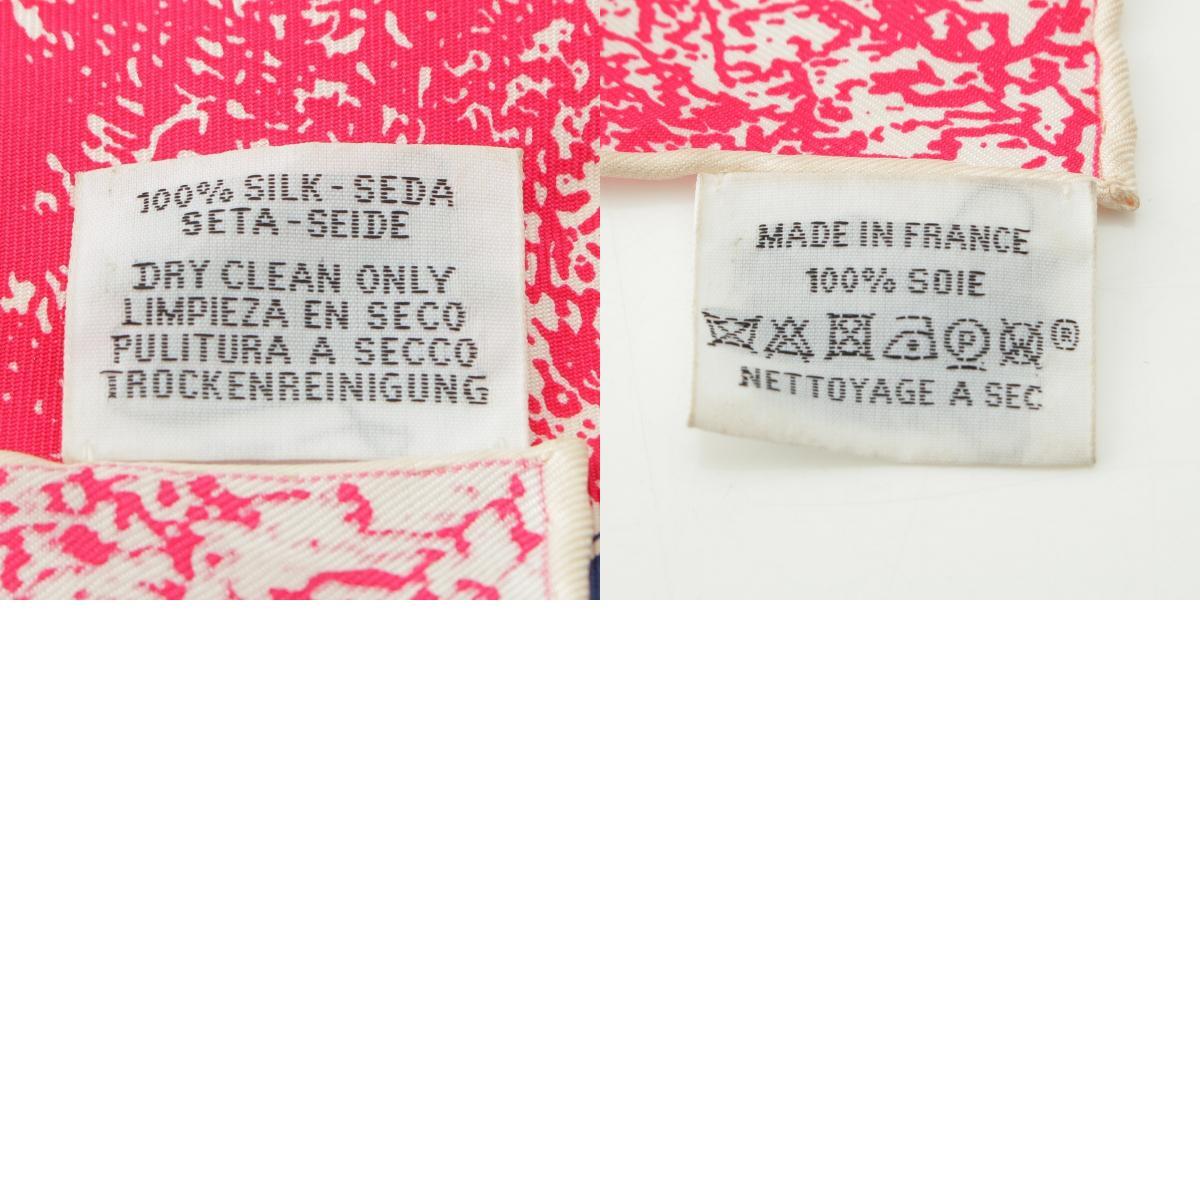 100% SILK - SEDA
SETA - SEIDE
DRY CLEAN ONLY
LIMPIEZA EN SECO
PULITURA A SECCO
TROCKENREINIGUNG
MADE IN FRANCE
100% SOIE
P ®
NETTOYAGE A SEC